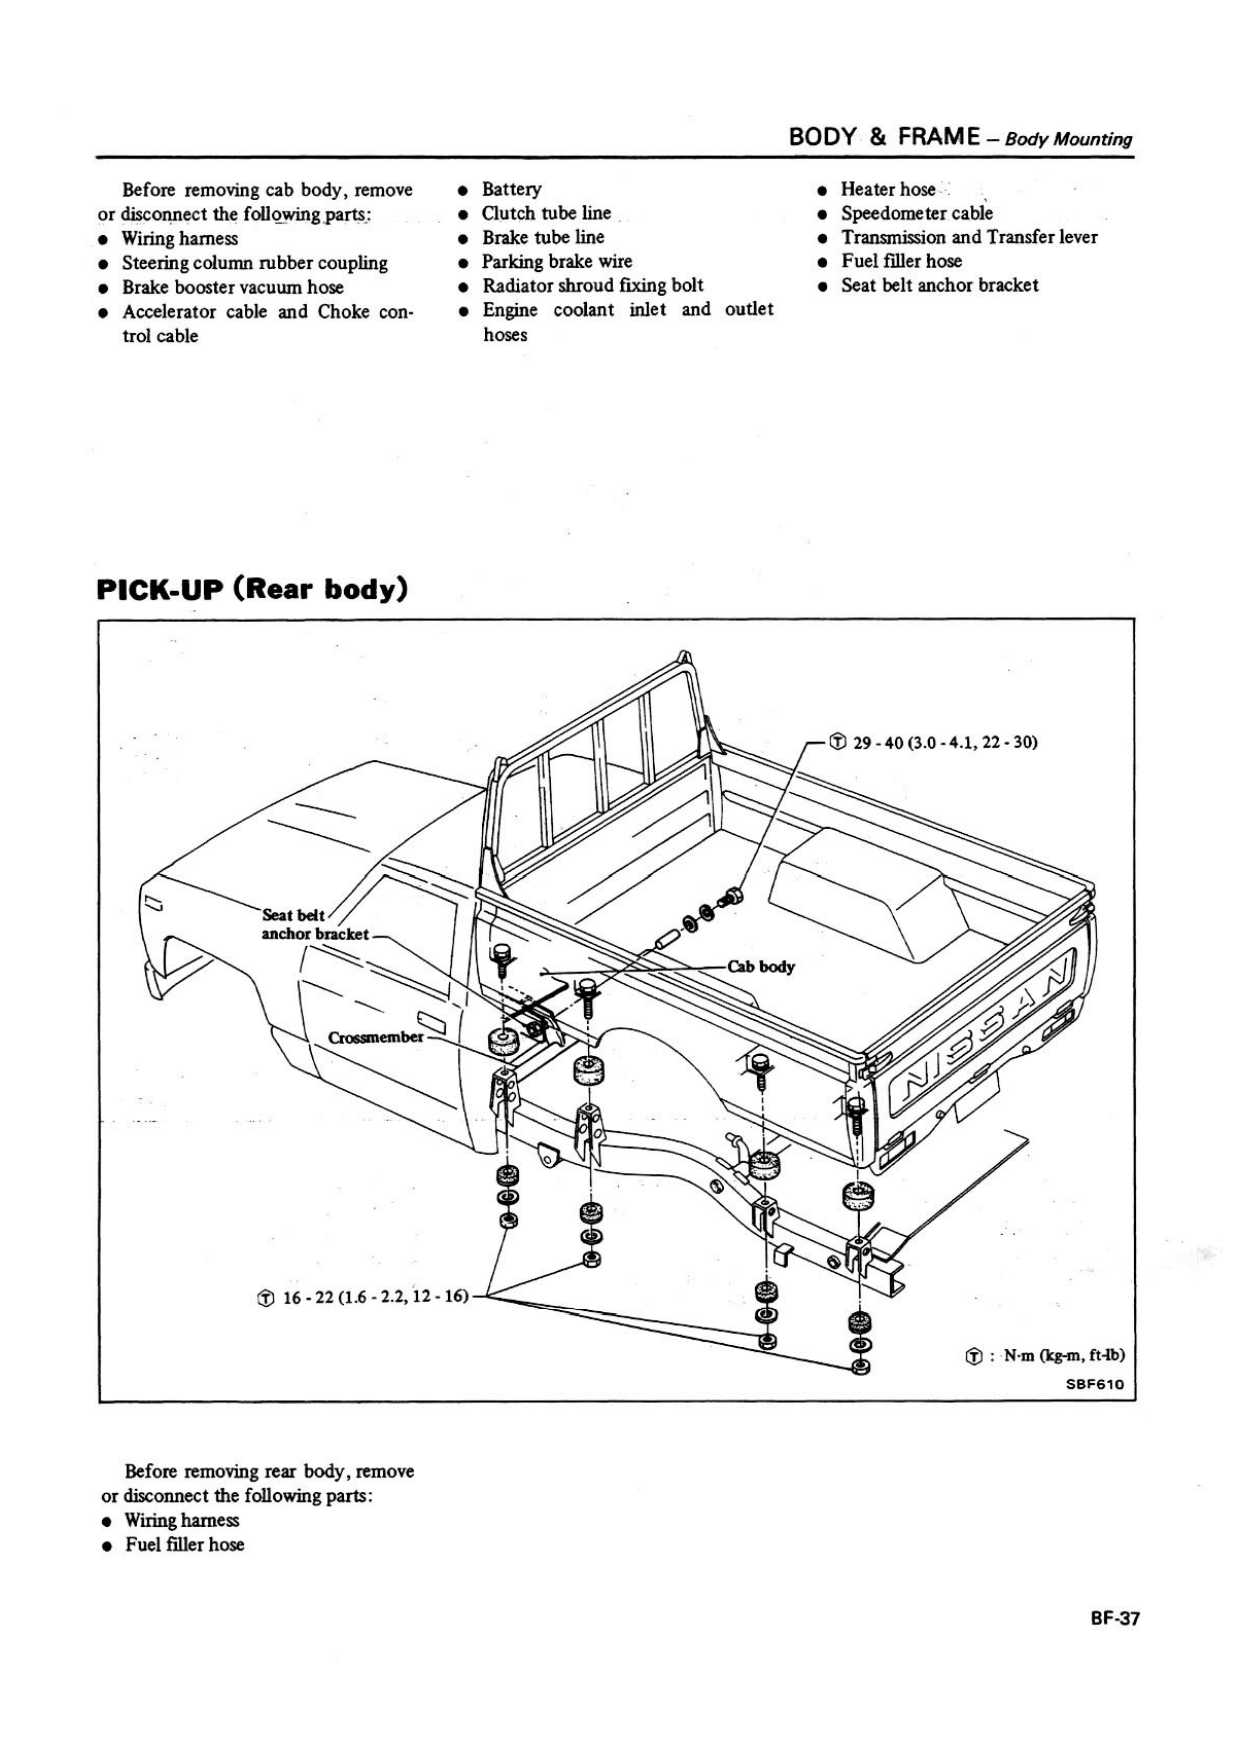 BODY & FRAME – Body Mounting
Before removing cab body, remove
or disconnect the following parts:
● Wiring harness
● Steering column rubber coupling
● Brake booster vacuum hose
● Accelerator cable and Choke con-
trol cable
● Battery
● Clutch tube line
● Brake tube line
● Parking brake wire
● Radiator shroud fixing bolt
● Engine coolant inlet and outlet
hoses
● Heater hose
● Speedometer cable
● Transmission and Transfer lever
● Fuel filler hose
● Seat belt anchor bracket
PICK-UP (Rear body)
Ⓣ 29 - 40 (3.0 - 4.1, 22 - 30)
Seat belt
anchor bracket
Cab body
Crossmember
NISSAN
Ⓣ 16 - 22 (1.6 - 2.2, 12 - 16)
Ⓣ : N·m (kg-m, ft-lb)
SBF610
Before removing rear body, remove
or disconnect the following parts:
● Wiring harness
● Fuel filler hose
BF-37